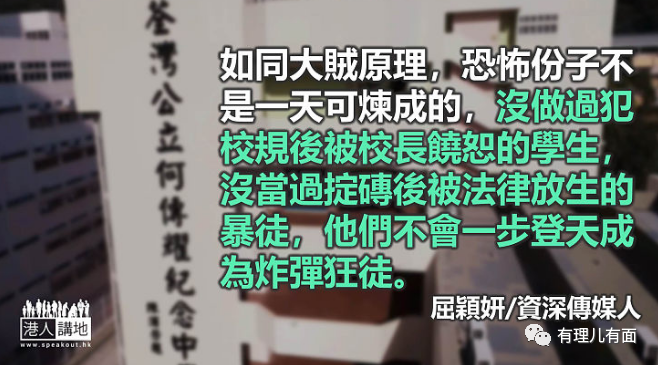 如同大賊原理，恐怖份子不
是一天可煉成的，沒做過犯
校規後被校長饒恕的學生，
沒當過掟磚後被法律放生的
暴徒，他們不會一步登天成
為炸彈狂徒。
屈穎妍/資深傳媒人
荃灣公立何傳耀紀念中
港人講地
www.speakout.hk
有理儿有面